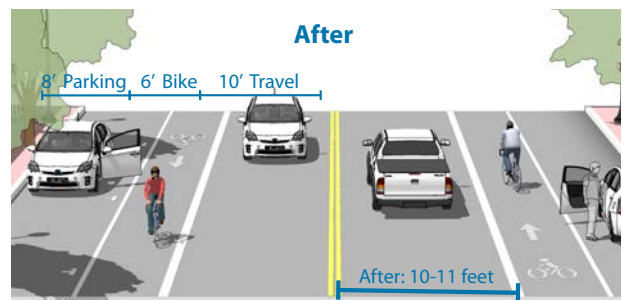 After
8’ Parking 6’ Bike 10’ Travel
After: 10-11 feet